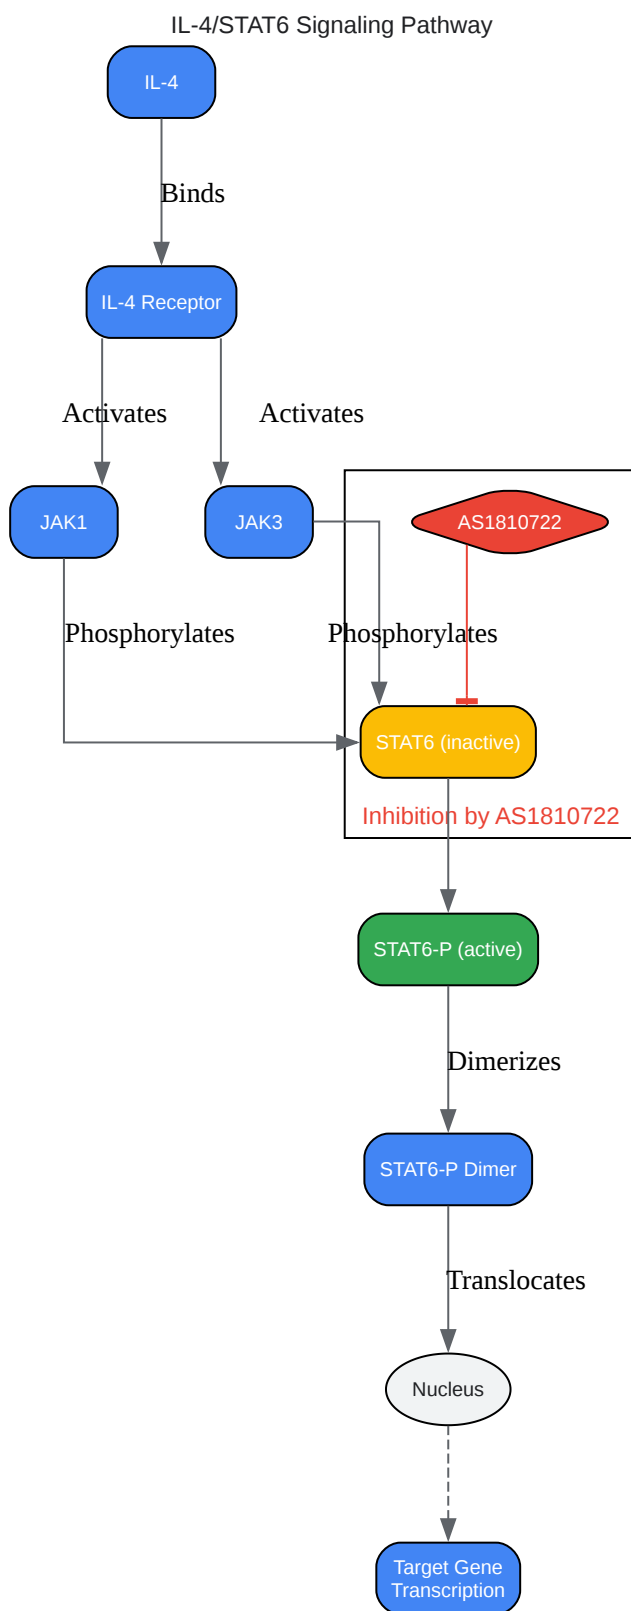 IL-4/STAT6 Signaling Pathway
IL-4
Binds
IL-4 Receptor
Activates
Activates
JAK1
JAK3
AS1810722
Phosphorylates
Phosphorylates
STAT6 (inactive)
Inhibition by AS1810722
STAT6-P (active)
Dimerizes
STAT6-P Dimer
Translocates
Nucleus
Target Gene
Transcription